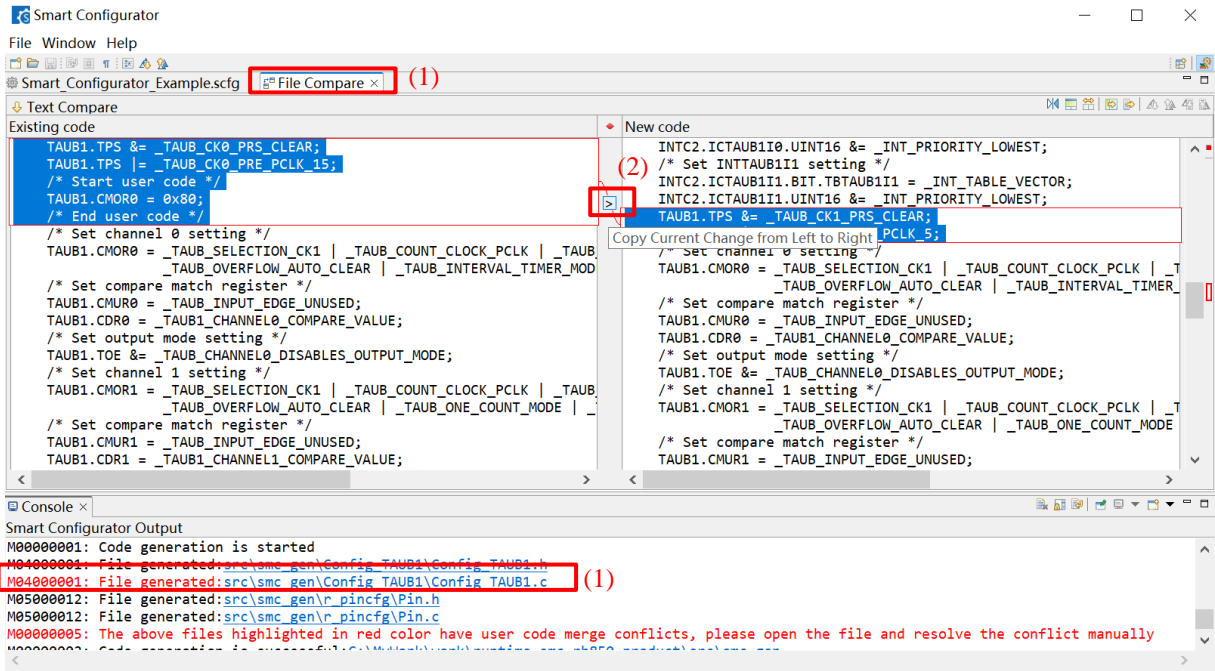 Smart Configurator
File Window Help
Smart_Configurator_Example.scfg
File Compare
(1)
Text Compare
Existing code
TAUB1.TPS &= _TAUB_CK0_PRS_CLEAR;
TAUB1.TPS |= _TAUB_CK0_PRE_PCLK_15;
/* Start user code */
TAUB1.CMOR0 = 0x80;
/* End user code */
/* Set channel 0 setting */
TAUB1.CMOR0 = _TAUB_SELECTION_CK1 | _TAUB_COUNT_CLOCK_PCLK | _TAUB
_TAUB_OVERFLOW_AUTO_CLEAR | _TAUB_INTERVAL_TIMER_MOD
/* Set compare match register */
TAUB1.CMUR0 = _TAUB_INPUT_EDGE_UNUSED;
TAUB1.CDR0 = _TAUB1_CHANNEL0_COMPARE_VALUE;
/* Set output mode setting */
TAUB1.TOE &= _TAUB_CHANNEL0_DISABLES_OUTPUT_MODE;
/* Set channel 1 setting */
TAUB1.CMOR1 = _TAUB_SELECTION_CK1 | _TAUB_COUNT_CLOCK_PCLK | _TAUB
_TAUB_OVERFLOW_AUTO_CLEAR | _TAUB_ONE_COUNT_MODE | _
/* Set compare match register */
TAUB1.CMUR1 = _TAUB_INPUT_EDGE_UNUSED;
TAUB1.CDR1 = _TAUB1_CHANNEL1_COMPARE_VALUE;
(2)
>
Copy Current Change from Left to Right
New code
INTC2.ICTAUB1I0.UINT16 &= _INT_PRIORITY_LOWEST;
/* Set INTTAUB1I1 setting */
INTC2.ICTAUB1I1.BIT.TBTAUB1I1 = _INT_TABLE_VECTOR;
INTC2.ICTAUB1I1.UINT16 &= _INT_PRIORITY_LOWEST;
TAUB1.TPS &= _TAUB_CK1_PRS_CLEAR;
_PCLK_5;
/* Set channel 0 setting */
TAUB1.CMOR0 = _TAUB_SELECTION_CK1 | _TAUB_COUNT_CLOCK_PCLK | _T
_TAUB_OVERFLOW_AUTO_CLEAR | _TAUB_INTERVAL_TIMER_
/* Set compare match register */
TAUB1.CMUR0 = _TAUB_INPUT_EDGE_UNUSED;
TAUB1.CDR0 = _TAUB1_CHANNEL0_COMPARE_VALUE;
/* Set output mode setting */
TAUB1.TOE &= _TAUB_CHANNEL0_DISABLES_OUTPUT_MODE;
/* Set channel 1 setting */
TAUB1.CMOR1 = _TAUB_SELECTION_CK1 | _TAUB_COUNT_CLOCK_PCLK | _T
_TAUB_OVERFLOW_AUTO_CLEAR | _TAUB_ONE_COUNT_MODE
/* Set compare match register */
TAUB1.CMUR1 = _TAUB_INPUT_EDGE_UNUSED;
Console
Smart Configurator Output
M00000001: Code generation is started
M04000001: File generated:src\smc_gen\Config_TAUB1\Config_TAUB1.h
M04000001: File generated:src\smc_gen\Config_TAUB1\Config_TAUB1.c
(1)
M05000012: File generated:src\smc_gen\r_pincfg\Pin.h
M05000012: File generated:src\smc_gen\r_pincfg\Pin.c
M00000005: The above files highlighted in red color have user code merge conflicts, please open the file and resolve the conflict manually